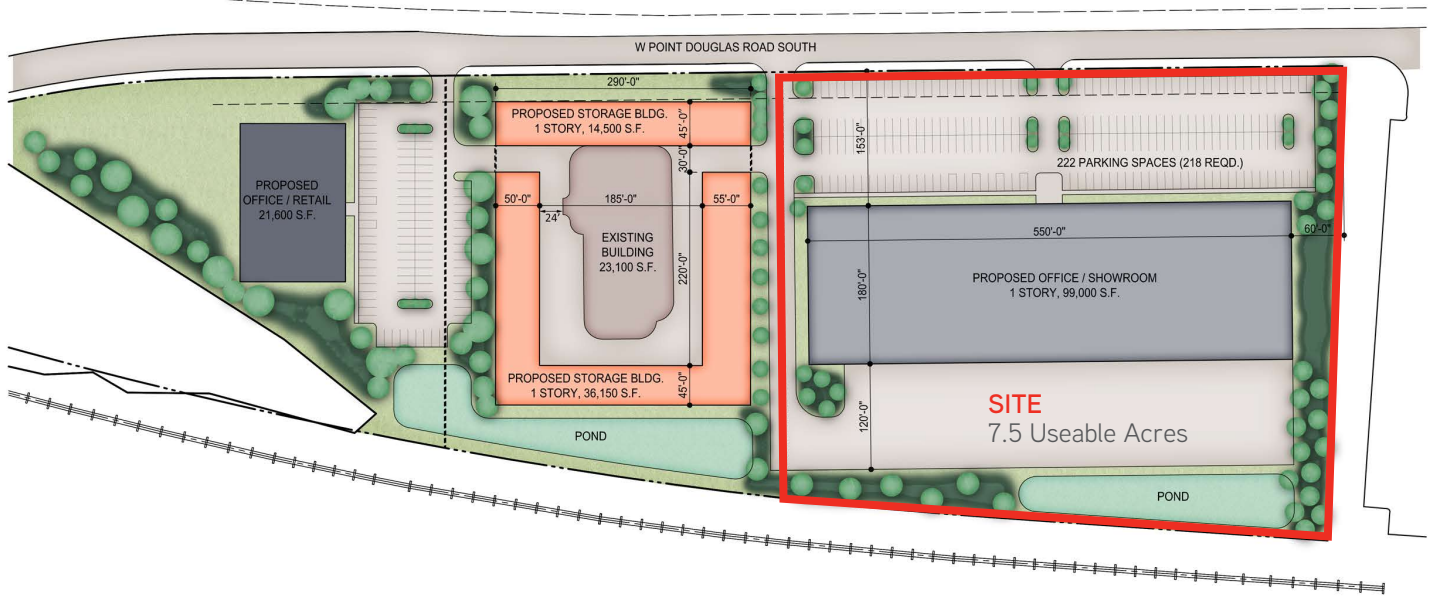 W POINT DOUGLAS ROAD SOUTH
290'-0"
PROPOSED STORAGE BLDG.
1 STORY, 14,500 S.F.
45'-0"
30'-0"
153'-0"
222 PARKING SPACES (218 REQD.)
PROPOSED
OFFICE / RETAIL
21,600 S.F.
50'-0"
185'-0"
55'-0"
24'
EXISTING
BUILDING
23,100 S.F.
220'-0"
550'-0"
60'-0"
180'-0"
PROPOSED OFFICE / SHOWROOM
1 STORY, 99,000 S.F.
PROPOSED STORAGE BLDG.
1 STORY, 36,150 S.F.
45'-0"
120'-0"
SITE
7.5 Useable Acres
POND
POND